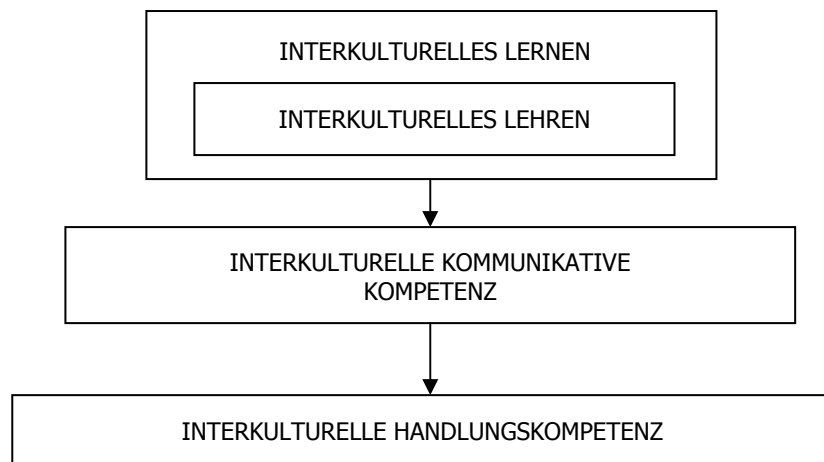 INTERKULTURELLES LERNEN
INTERKULTURELLES LEHREN
INTERKULTURELLE KOMMUNIKATIVE
KOMPETENZ
INTERKULTURELLE HANDLUNGSKOMPETENZ